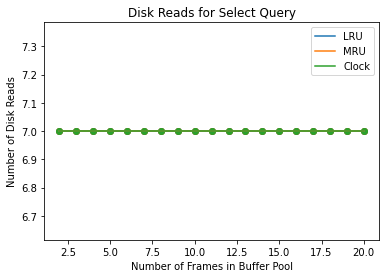 Disk Reads for Select Query
LRU
MRU
Clock
Number of Disk Reads
7.3
7.2
7.1
7.0
6.9
6.8
6.7
2.5 5.0 7.5 10.0 12.5 15.0 17.5 20.0
Number of Frames in Buffer Pool